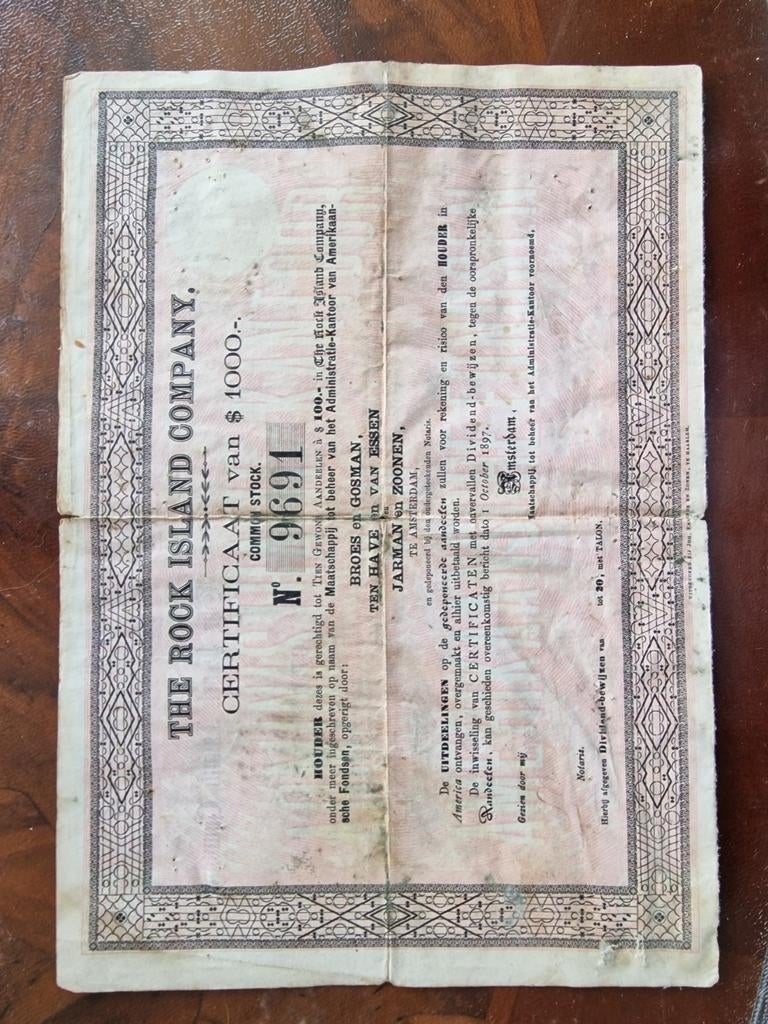 THE ROCK ISLAND COMPANY.
CERTIFICAAT van $ 1000.-.
COMMON STOCK.
Nº. 9691
HOUDER dezes is gerechtigd tot TIEN GEWONE AANDEELEN à $ 100.- in The Rock Island Company,
onder meer ingeschreven op naam van de Maatschappij tot beheer van het Administratie-Kantoor van Amerikaan-
sche Fondsen, opgerigt door:
BROES en GOSMAN,
TEN HAVE en VAN ESSEN
en
JARMAN en ZOONEN,
TE AMSTERDAM,
en gedeponeerd bij den ondergeteekenden Notaris.
De UITDEELINGEN op de gedeponeerde aandeelen zullen voor rekening en risico van den HOUDER in
America ontvangen, overgemaakt en alhier uitbetaald worden.
De inwisseling van CERTIFICATEN met onvervallen Dividend-bewijzen, tegen de oorspronkelijke
Aandeelen, kan geschieden overeenkomstig bericht dato 1 October 1897.
Amsterdam,
Gezien door mij
Maatschappij tot beheer van het Administratie-Kantoor voornoemd,
Notaris.
Hierbij afgegeven Dividend-bewijzen van tot 20, met TALON.